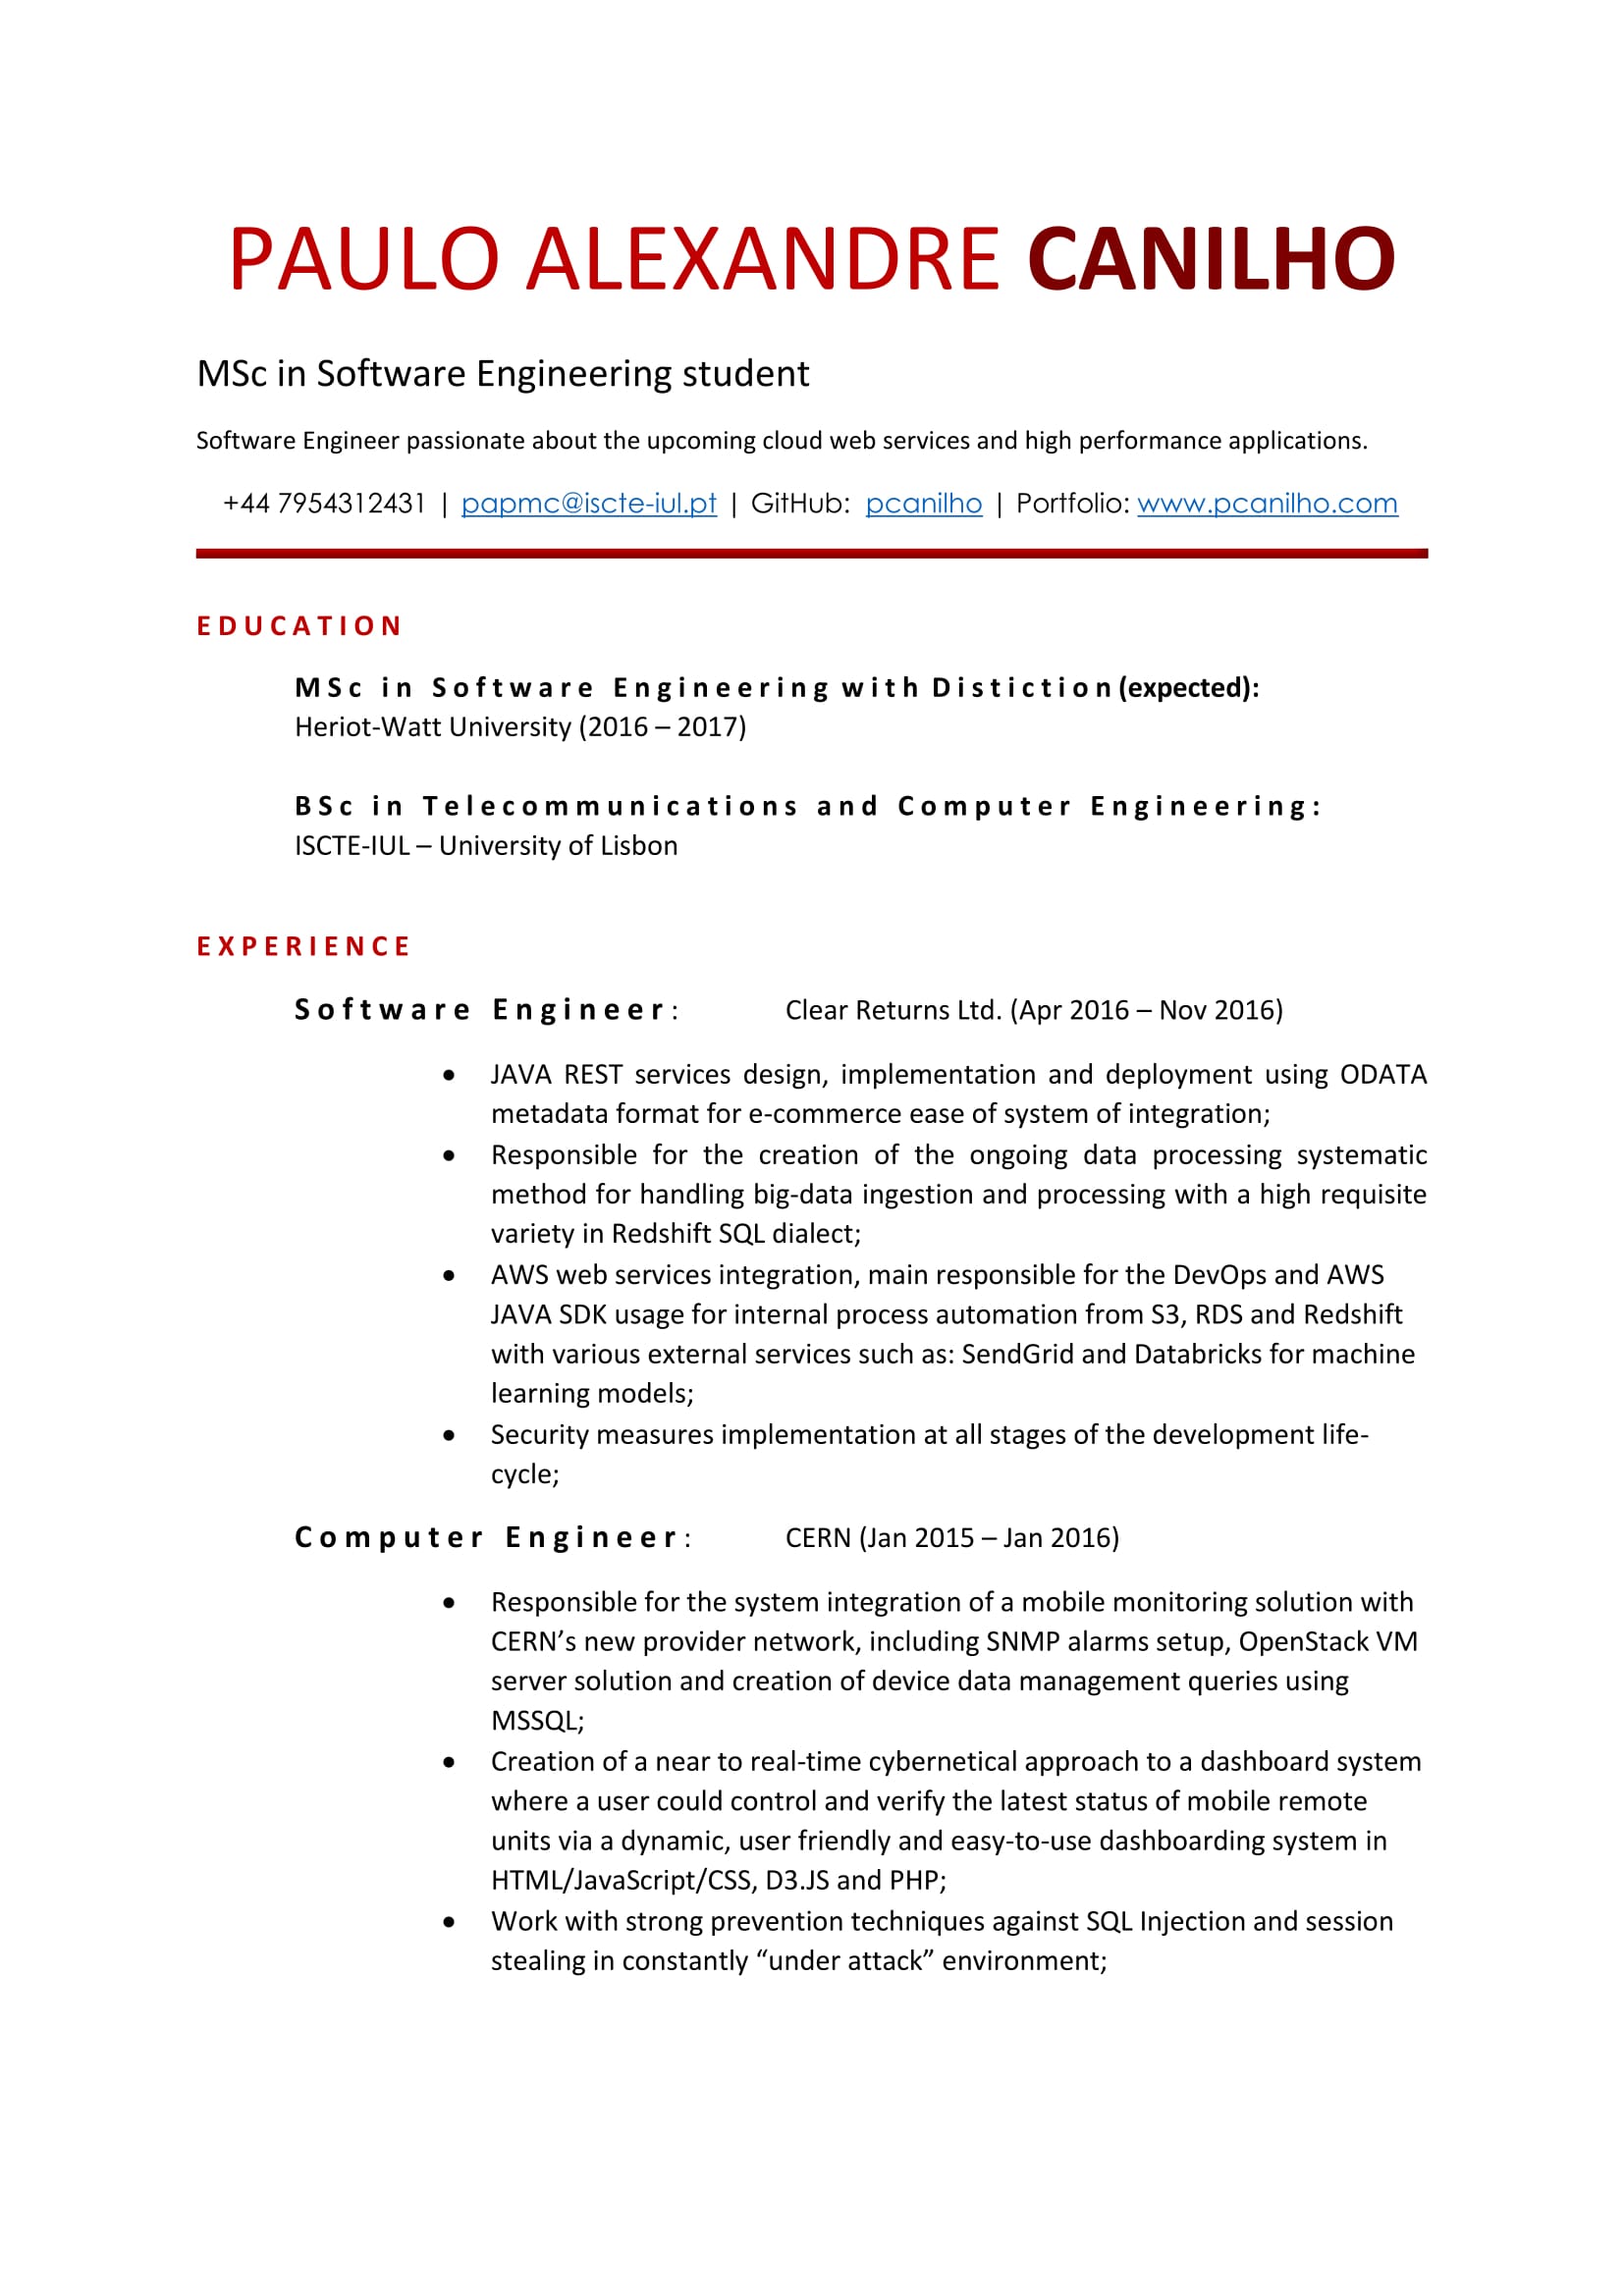 PAULO ALEXANDRE CANILHO
MSc in Software Engineering student
Software Engineer passionate about the upcoming cloud web services and high performance applications.
+44 7954312431 | papmc@iscte-iul.pt | GitHub: pcanilho | Portfolio: www.pcanilho.com
EDUCATION
MSc in Software Engineering with Distiction (expected):
Heriot-Watt University (2016 – 2017)
BSc in Telecommunications and Computer Engineering:
ISCTE-IUL – University of Lisbon
EXPERIENCE
Software Engineer: Clear Returns Ltd. (Apr 2016 – Nov 2016)
• JAVA REST services design, implementation and deployment using ODATA
metadata format for e-commerce ease of system of integration;
• Responsible for the creation of the ongoing data processing systematic
method for handling big-data ingestion and processing with a high requisite
variety in Redshift SQL dialect;
• AWS web services integration, main responsible for the DevOps and AWS
JAVA SDK usage for internal process automation from S3, RDS and Redshift
with various external services such as: SendGrid and Databricks for machine
learning models;
• Security measures implementation at all stages of the development life-
cycle;
Computer Engineer: CERN (Jan 2015 – Jan 2016)
• Responsible for the system integration of a mobile monitoring solution with
CERN’s new provider network, including SNMP alarms setup, OpenStack VM
server solution and creation of device data management queries using
MSSQL;
• Creation of a near to real-time cybernetical approach to a dashboard system
where a user could control and verify the latest status of mobile remote
units via a dynamic, user friendly and easy-to-use dashboarding system in
HTML/JavaScript/CSS, D3.JS and PHP;
• Work with strong prevention techniques against SQL Injection and session
stealing in constantly “under attack” environment;